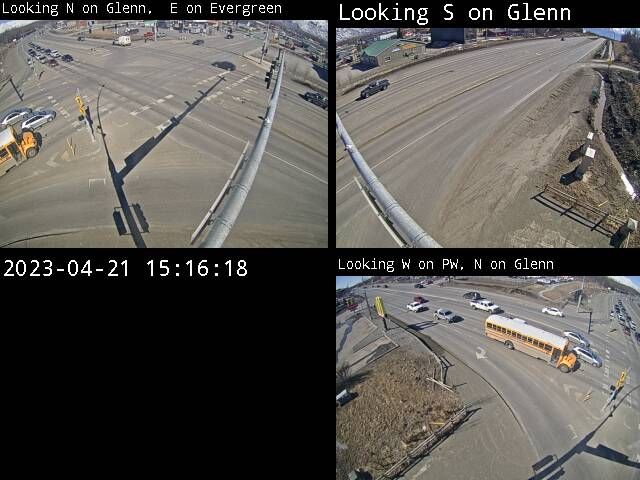 Looking N on Glenn, E on Evergreen
Looking S on Glenn
2023-04-21 15:16:18
Looking W on PW, N on Glenn